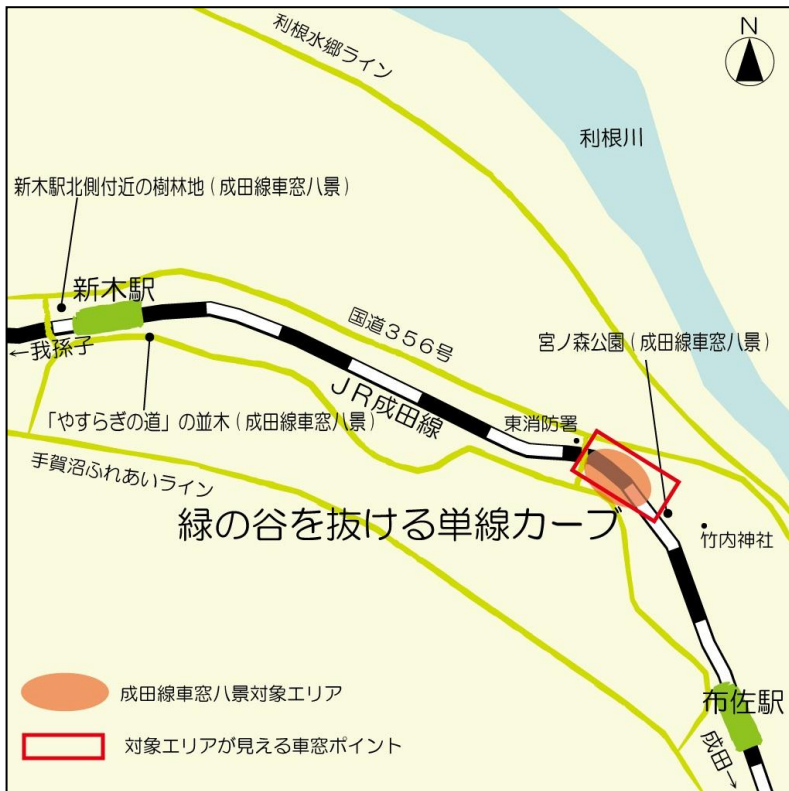 利根水郷ライン
N
利根川
新木駅北側付近の樹林地(成田線車窓八景)
新木駅
国道356号
宮ノ森公園(成田線車窓八景)
←我孫子
JR成田線
「やすらぎの道」の並木(成田線車窓八景)
東消防署
手賀沼ふれあいライン
緑の谷を抜ける単線カーブ
竹内神社
成田線車窓八景対象エリア
布佐駅
対象エリアが見える車窓ポイント
成田→